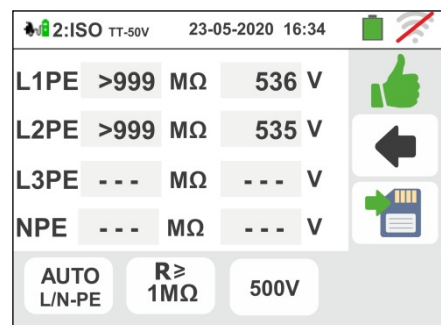 2:ISO TT-50V 23-05-2020 16:34
L1PE >999 MΩ 536 V
L2PE >999 MΩ 535 V
L3PE - - - MΩ - - - V
NPE - - - MΩ - - - V
AUTO
L/N-PE
R≥
1MΩ
500V